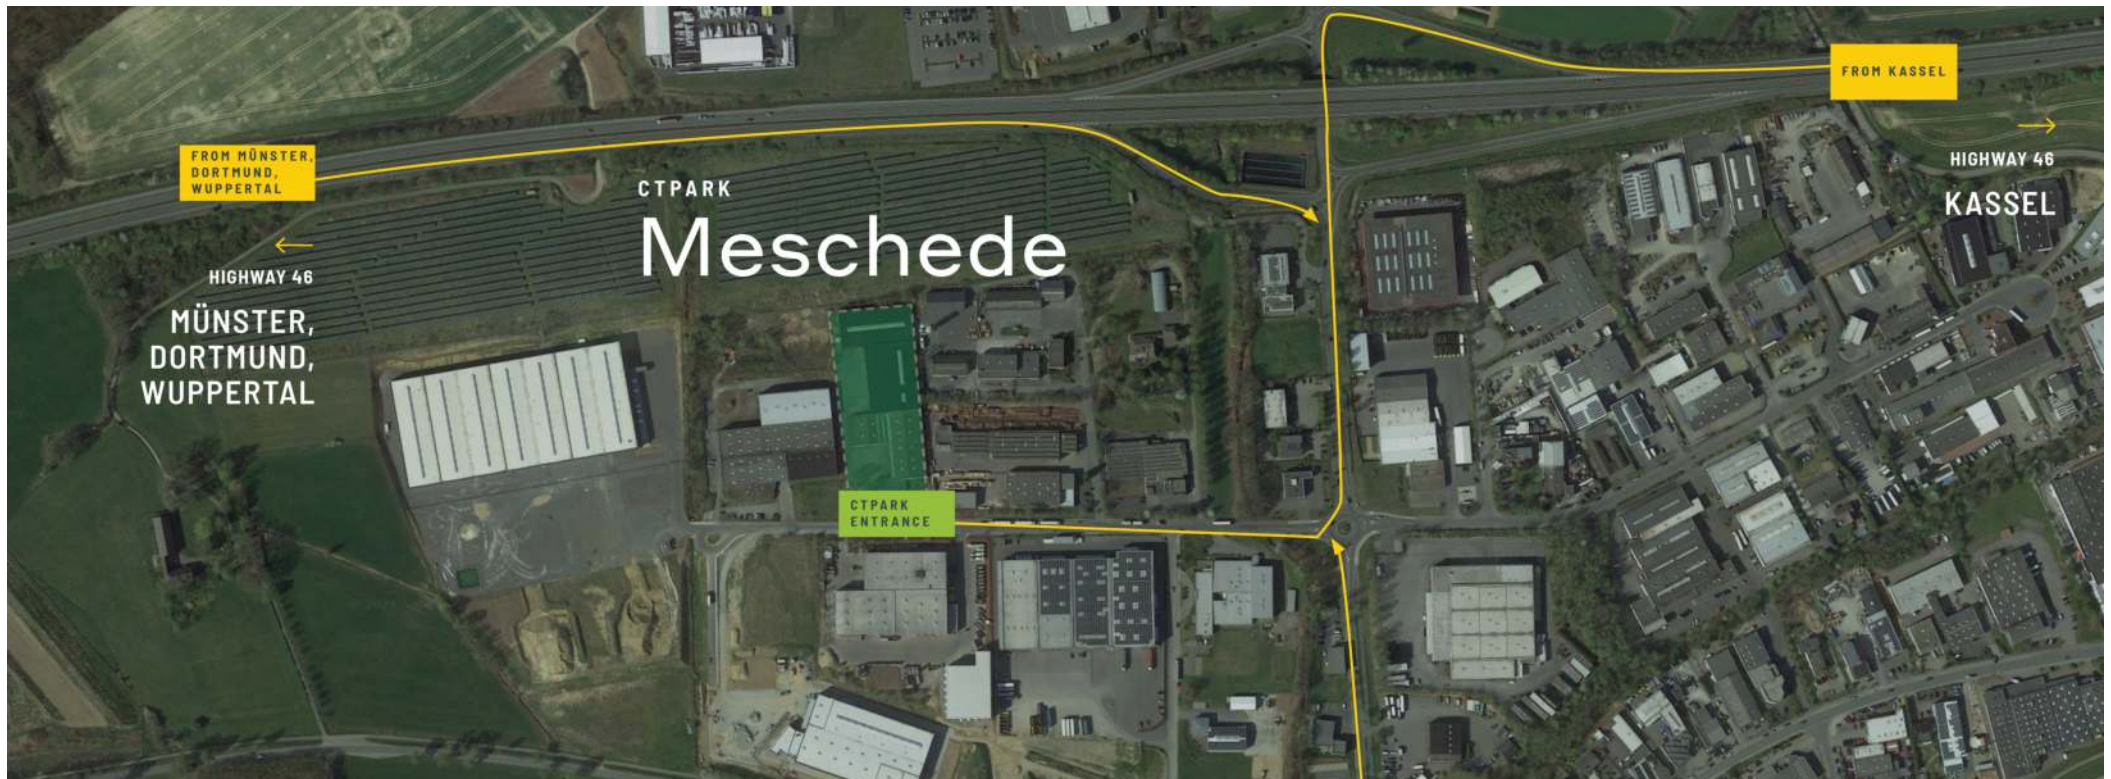 FROM KASSEL
FROM MÜNSTER,
DORTMUND,
WUPPERTAL
HIGHWAY 46
KASSEL
CTPARK
Meschede
HIGHWAY 46
MÜNSTER,
DORTMUND,
WUPPERTAL
CTPARK
ENTRANCE